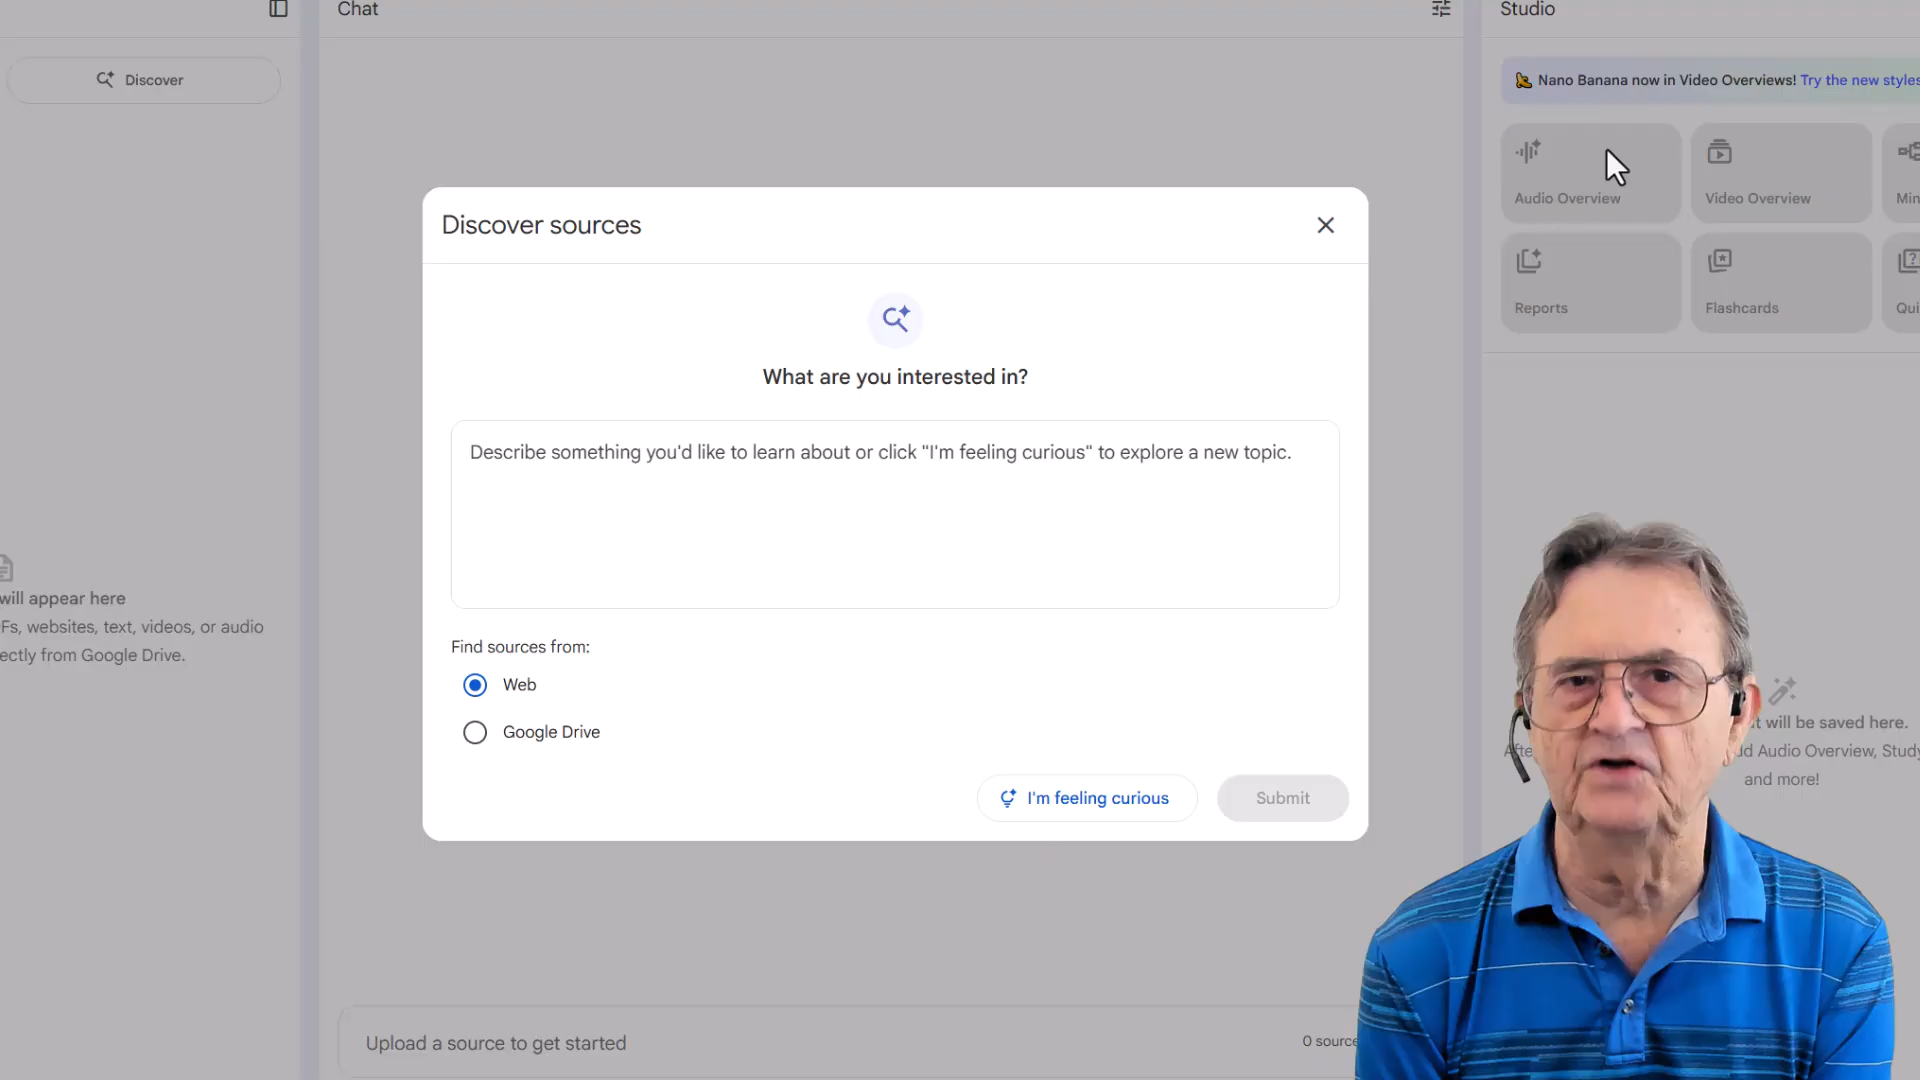 Chat
Studio
Discover
Nano Banana now in Video Overviews! Try the new styles
Audio Overview
Video Overview
Reports
Flashcards
Discover sources
What are you interested in?
Describe something you'd like to learn about or click "I'm feeling curious" to explore a new topic.
will appear here
Fs, websites, text, videos, or audio
ectly from Google Drive.
Find sources from:
Web
Google Drive
I'm feeling curious
Submit
t will be saved here.
Afte
d Audio Overview, Study
and more!
Upload a source to get started
0 source